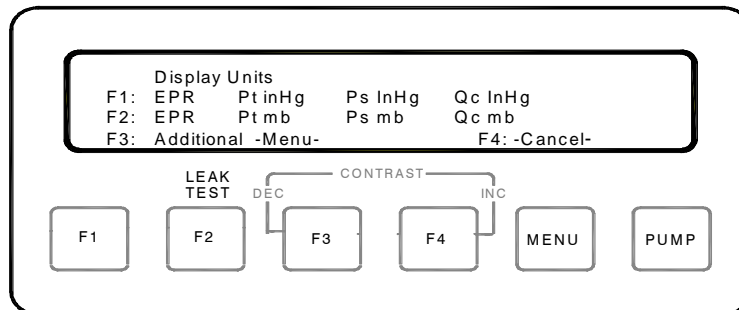 Display Units
F1: EPR Pt inHg Ps InHg Qc InHg
F2: EPR Pt mb Ps mb Qc mb
F3: Additional -Menu- F4: -Cancel-
LEAK
TEST
CONTRAST
DEC
INC
F1 F2 F3 F4 MENU PUMP